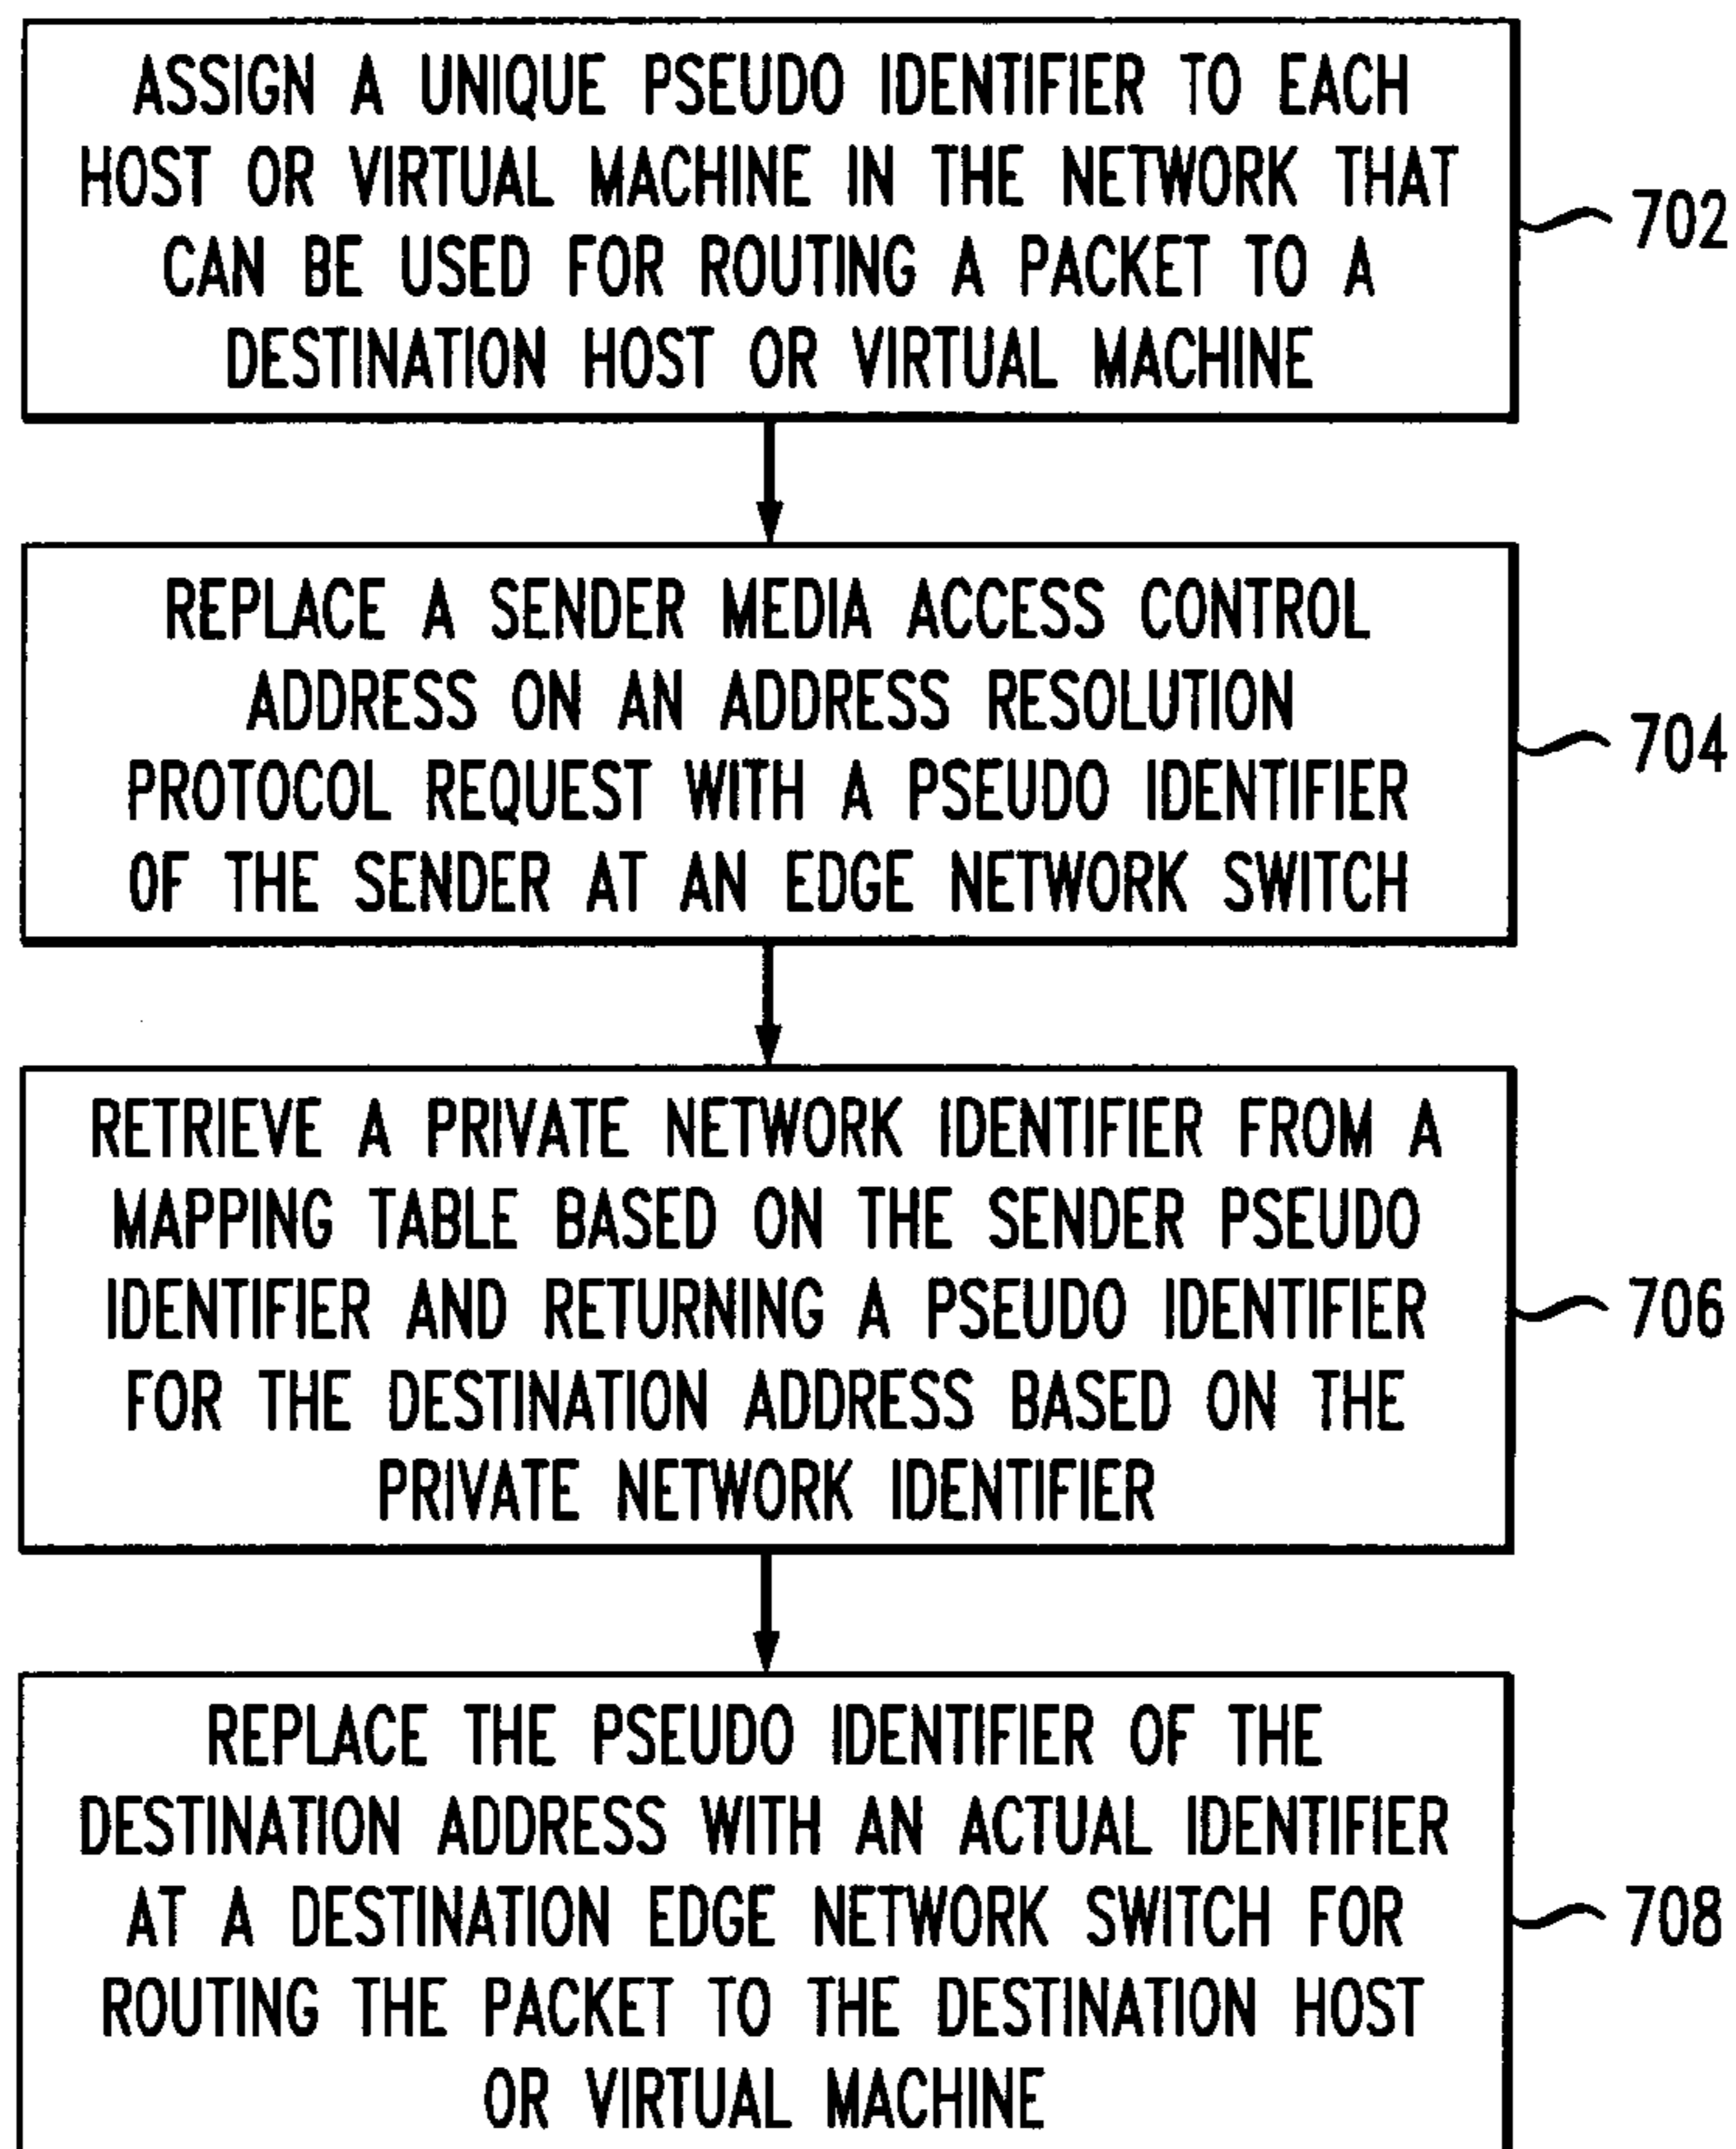 ASSIGN A UNIQUE PSEUDO IDENTIFIER TO EACH
HOST OR VIRTUAL MACHINE IN THE NETWORK THAT
CAN BE USED FOR ROUTING A PACKET TO A
DESTINATION HOST OR VIRTUAL MACHINE
702
REPLACE A SENDER MEDIA ACCESS CONTROL
ADDRESS ON AN ADDRESS RESOLUTION
PROTOCOL REQUEST WITH A PSEUDO IDENTIFIER
OF THE SENDER AT AN EDGE NETWORK SWITCH
704
RETRIEVE A PRIVATE NETWORK IDENTIFIER FROM A
MAPPING TABLE BASED ON THE SENDER PSEUDO
IDENTIFIER AND RETURNING A PSEUDO IDENTIFIER
FOR THE DESTINATION ADDRESS BASED ON THE
PRIVATE NETWORK IDENTIFIER
706
REPLACE THE PSEUDO IDENTIFIER OF THE
DESTINATION ADDRESS WITH AN ACTUAL IDENTIFIER
AT A DESTINATION EDGE NETWORK SWITCH FOR
ROUTING THE PACKET TO THE DESTINATION HOST
OR VIRTUAL MACHINE
708